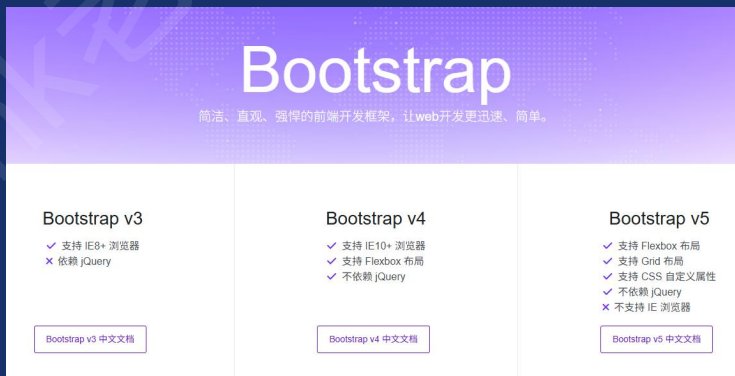 Bootstrap
简洁、直观、强悍的前端开发框架，让web开发更迅速、简单。
Bootstrap v3
支持 IE8+ 浏览器
依赖 jQuery
Bootstrap v3 中文文档
Bootstrap v4
支持 IE10+ 浏览器
支持 Flexbox 布局
不依赖 jQuery
Bootstrap v4 中文文档
Bootstrap v5
支持 Flexbox 布局
支持 Grid 布局
支持 CSS 自定义属性
不依赖 jQuery
不支持 IE 浏览器
Bootstrap v5 中文文档